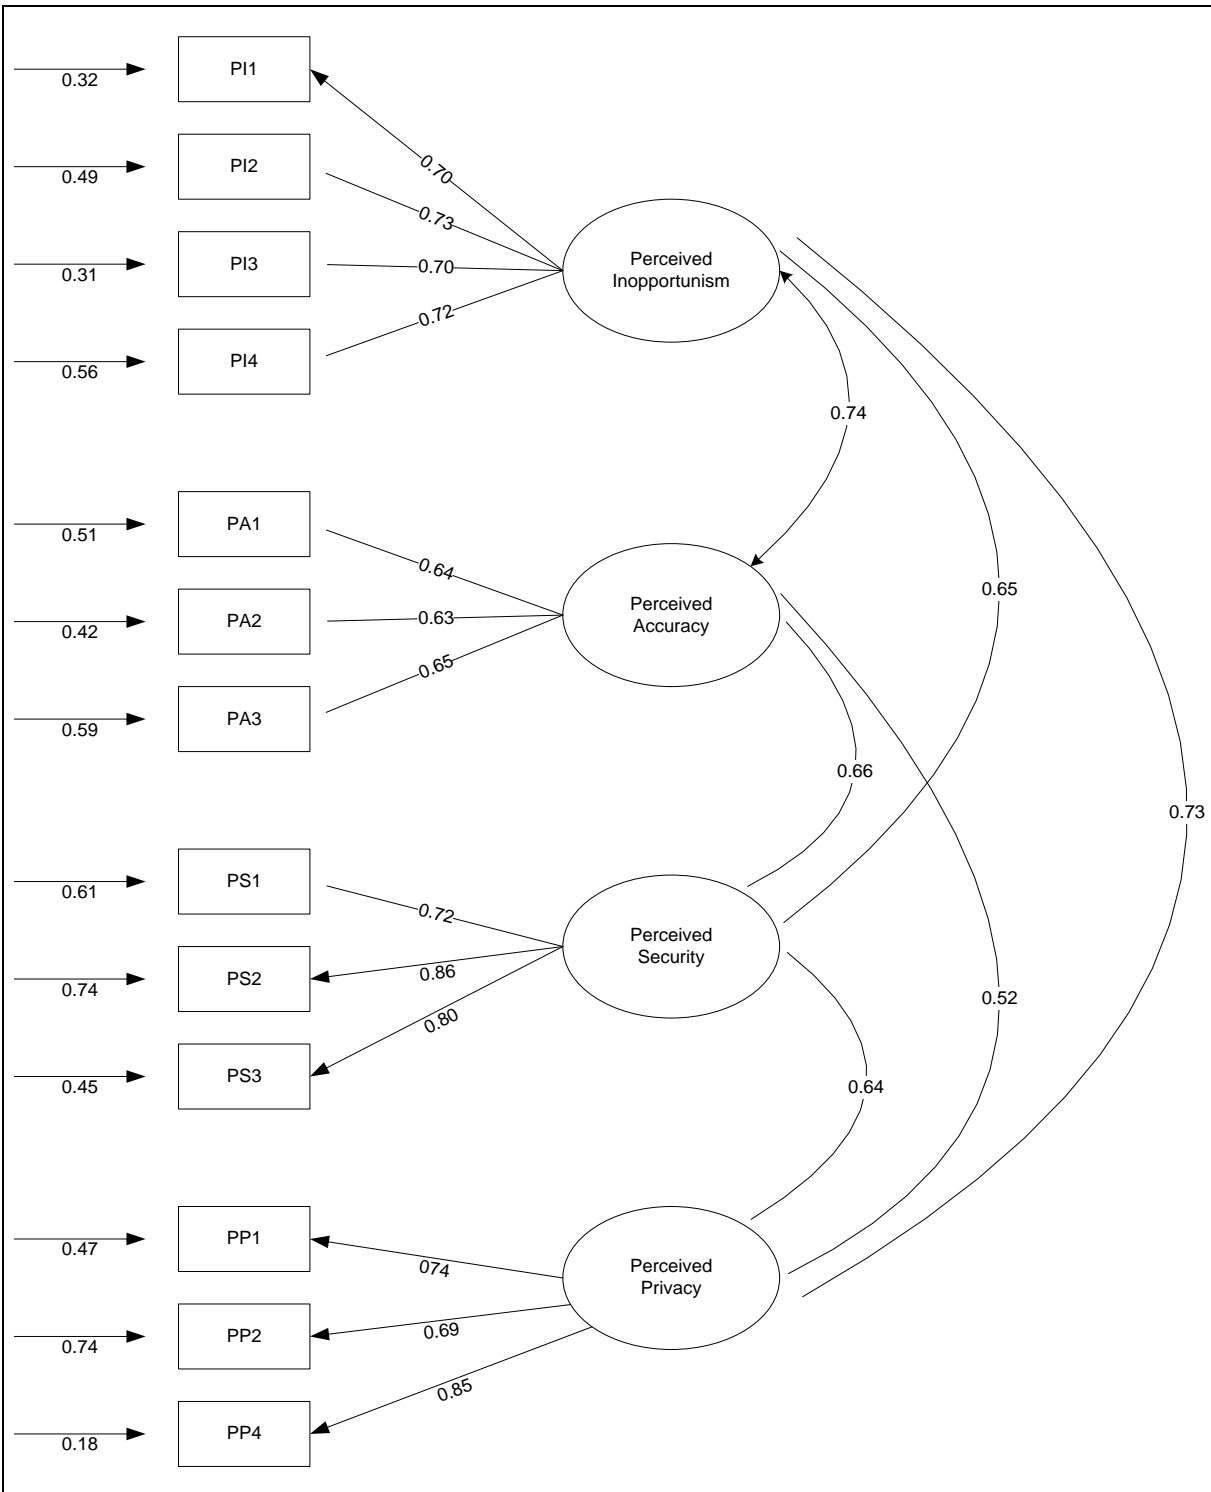 PI1
0.32
0.70
PI2
0.49
0.73
Perceived
Inopportunism
PI3
0.31
0.70
0.72
PI4
0.56
0.74
PA1
0.51
0.64
0.65
Perceived
Accuracy
PA2
0.42
0.63
0.65
PA3
0.59
0.66
0.73
PS1
0.61
0.72
Perceived
Security
PS2
0.74
0.86
0.52
0.80
PS3
0.45
0.64
PP1
0.47
074
Perceived
Privacy
PP2
0.74
0.69
0.85
PP4
0.18